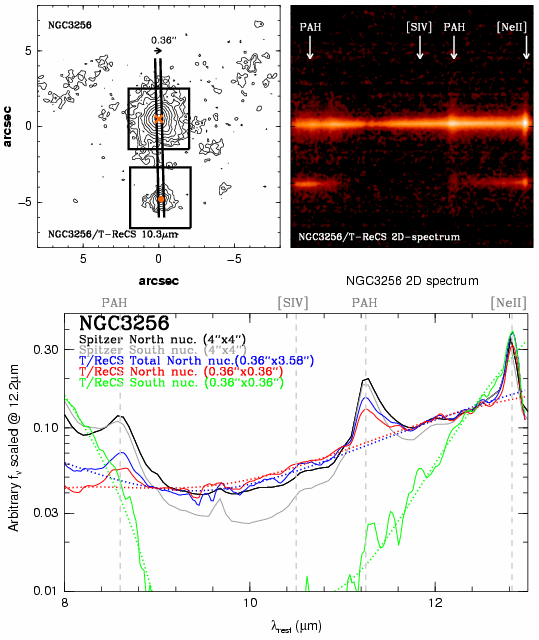 NGC3256
0.36"
arcsec
5
0
-5
NGC3256/T-ReCS 10.3μm
5
0
-5
arcsec
PAH
[SIV]
PAH
[NeII]
NGC3256/T-ReCS 2D-spectrum
NGC3256 2D spectrum
PAH
[SIV]
PAH
[NeII]
NGC3256
Spitzer North nuc. (4"x4")
Spitzer South nuc. (4"x4")
T/ReCS Total North nuc.(0.36"x3.58")
T/ReCS North nuc. (0.36"x0.36")
T/ReCS South nuc. (0.36"x0.36")
Arbitrary fν scaled @ 12.2μm
0.30
0.10
0.03
0.01
8
10
12
λrest (μm)